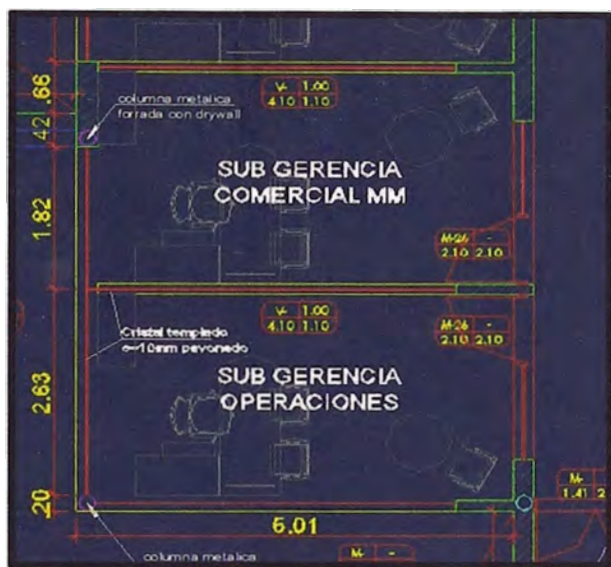 .66
V- 1.00
4.10 1.10
columna metalica
forrada con drywall
.42
SUB GERENCIA
COMERCIAL MM
1.82
M-26 -
2.10 2.10
V- 1.00
4.10 1.10
Cristal templado
e=10mm pavonado
M-26 -
2.10 2.10
SUB GERENCIA
OPERACIONES
2.63
M-
1.41 2
.20
6.01
columna metalica
M- -